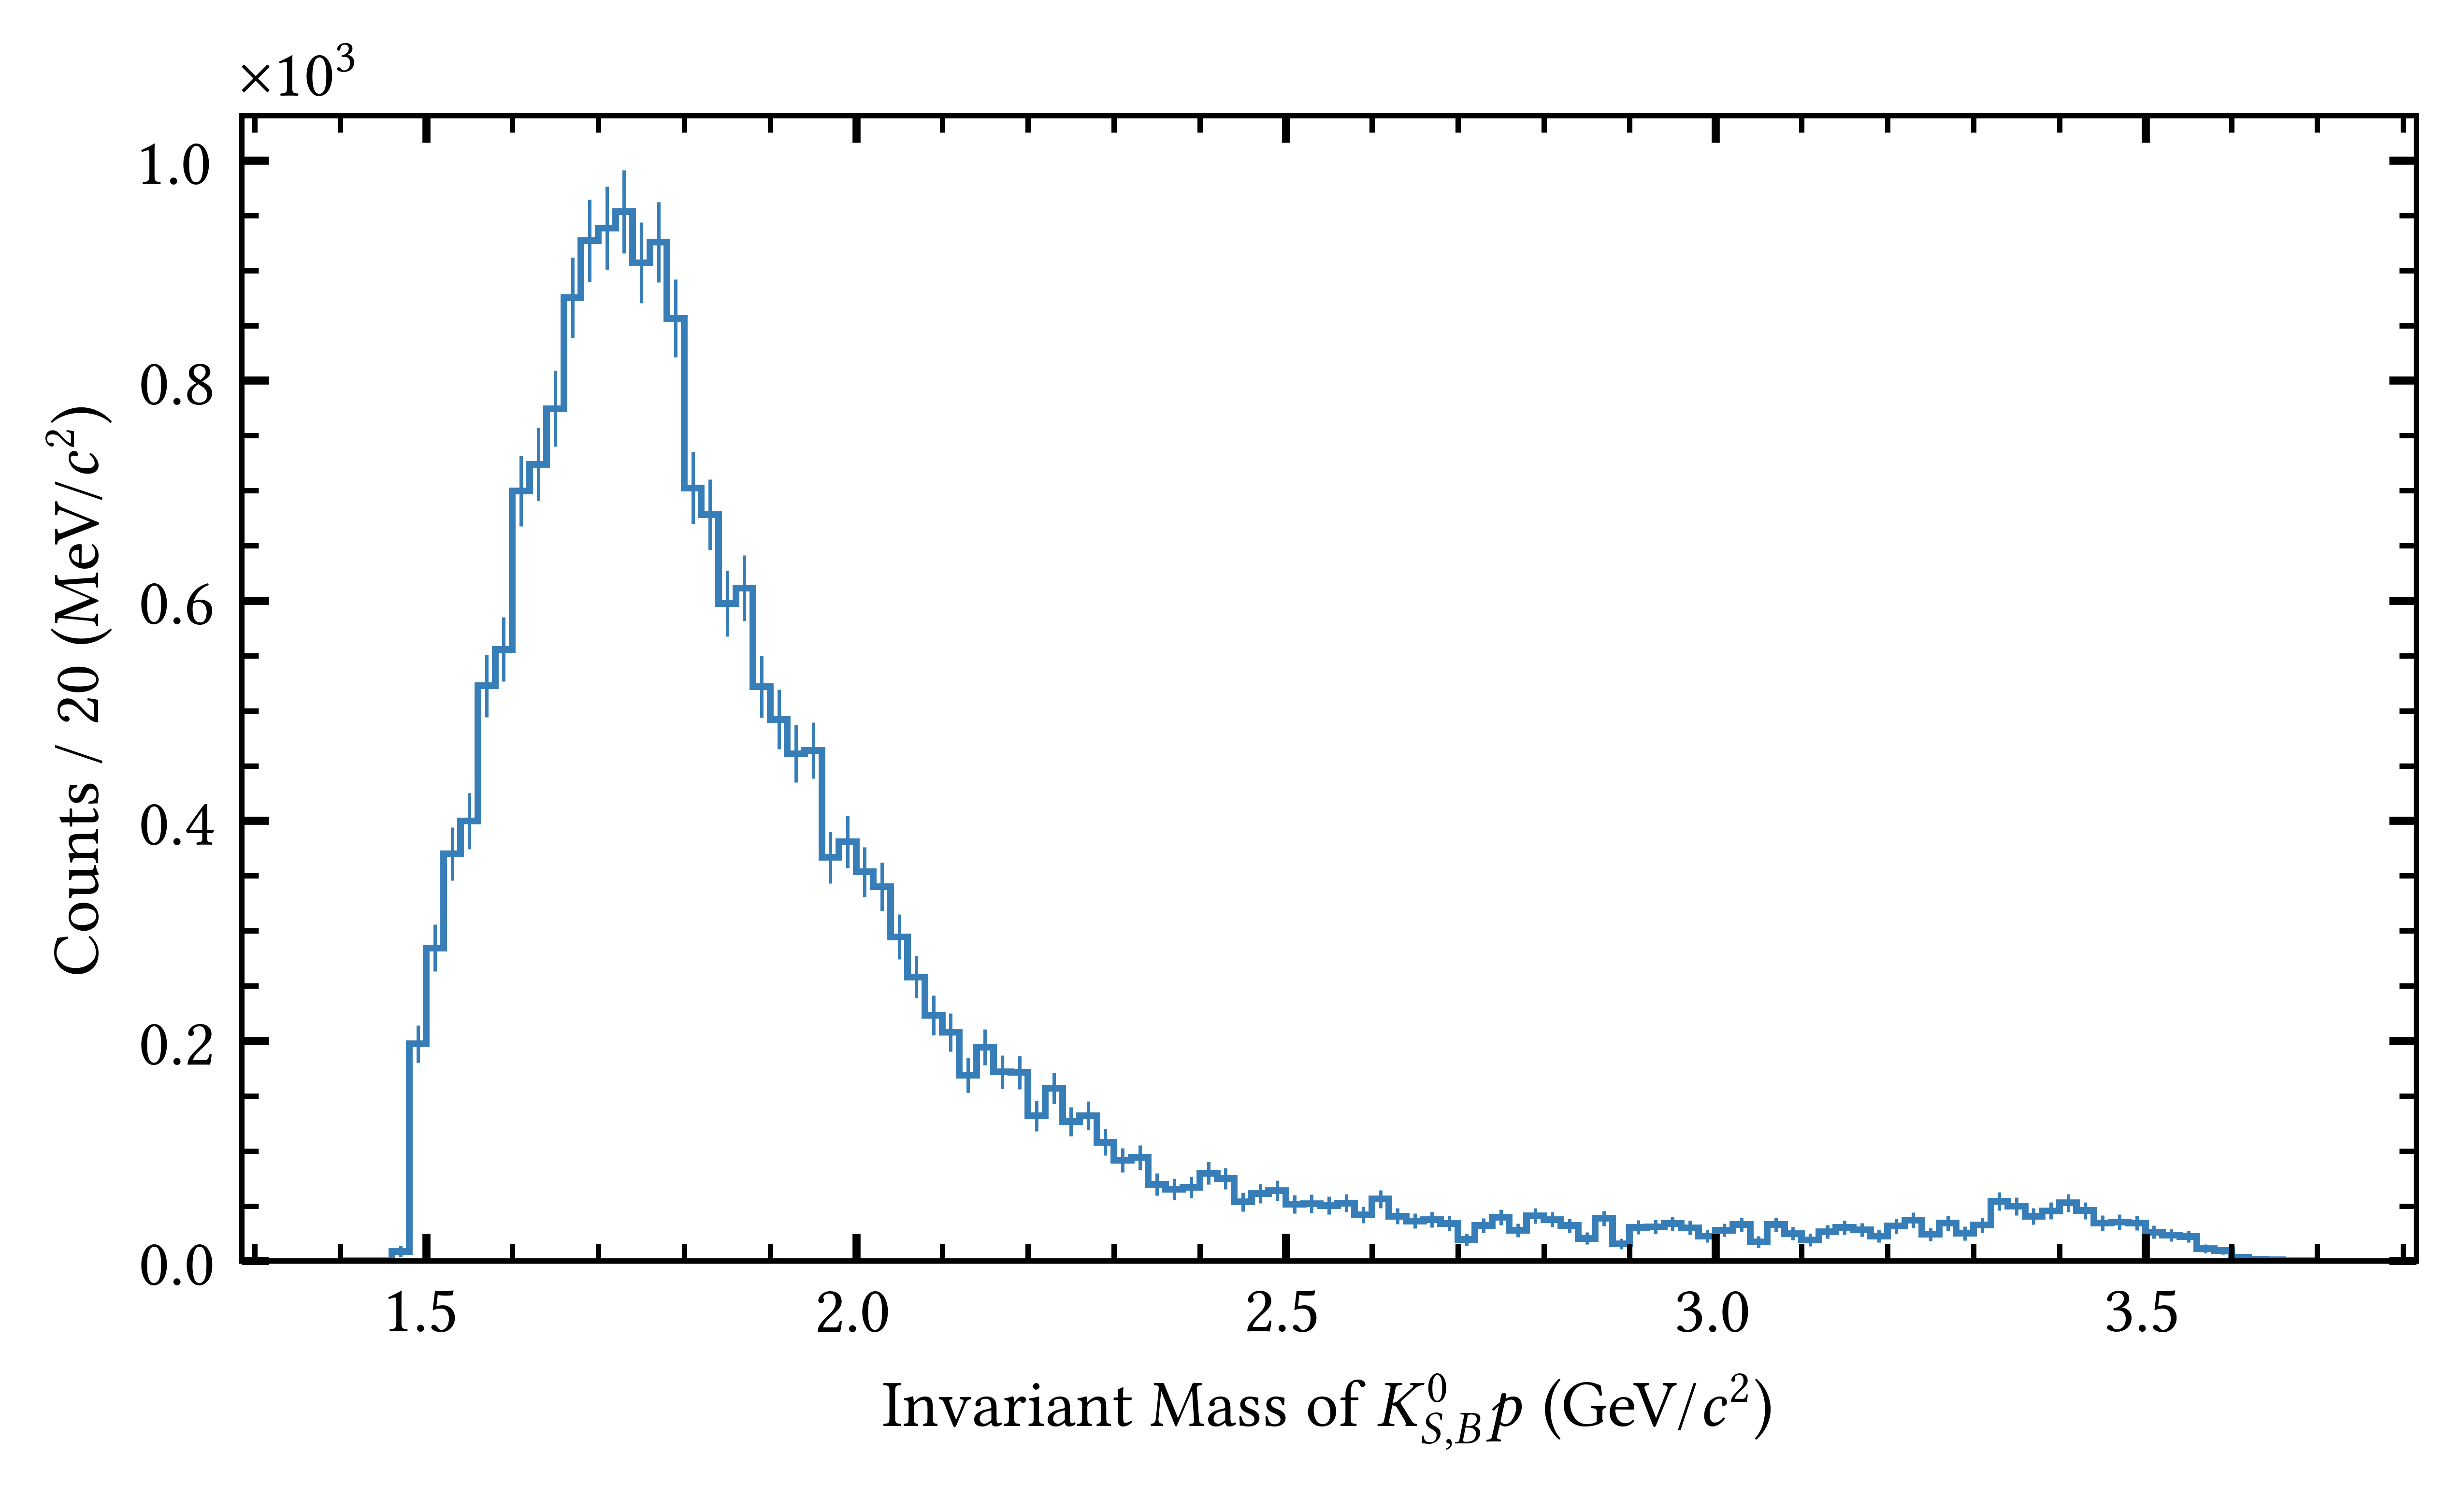 ×10³
1.0
0.8
0.6
0.4
0.2
0.0
Counts / 20 (MeV/c²)
1.5 2.0 2.5 3.0 3.5
Invariant Mass of K⁰_{S,B}p (GeV/c²)